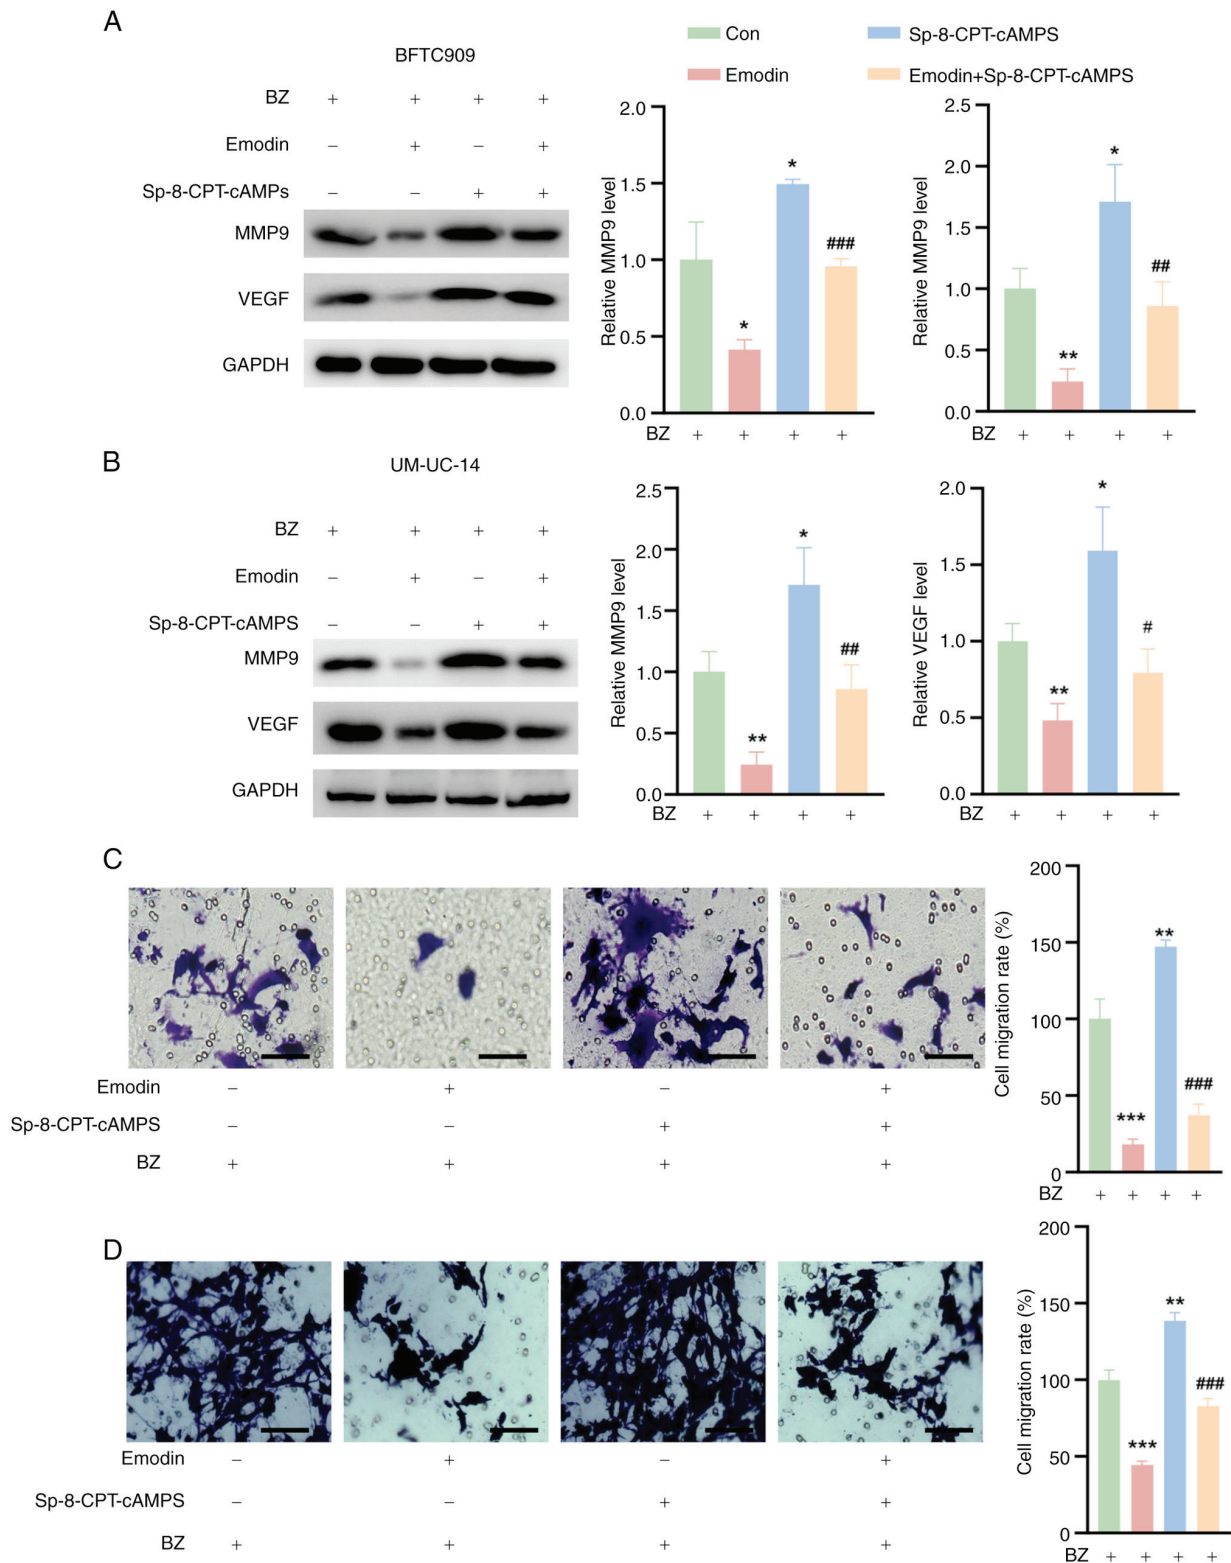 A
BFTC909
BZ + + + +
Emodin − + − +
Sp-8-CPT-cAMPs − − + +
MMP9
VEGF
GAPDH
Con
Sp-8-CPT-cAMPS
Emodin
Emodin+Sp-8-CPT-cAMPS
Relative MMP9 level
2.0
1.5
1.0
0.5
0.0
* * ###
BZ + + + +
Relative MMP9 level
2.5
2.0
1.5
1.0
0.5
0.0
** * ##
BZ + + + +
B
UM-UC-14
BZ + + + +
Emodin − + − +
Sp-8-CPT-cAMPS − − + +
MMP9
VEGF
GAPDH
Relative MMP9 level
2.5
2.0
1.5
1.0
0.5
0.0
** * ##
BZ + + + +
Relative VEGF level
2.0
1.5
1.0
0.5
0.0
** * #
BZ + + + +
C
Emodin − + − +
Sp-8-CPT-cAMPS − − + +
BZ + + + +
Cell migration rate (%)
200
150
100
50
0
*** ** ###
BZ + + + +
D
Emodin − + − +
Sp-8-CPT-cAMPS − − + +
BZ + + + +
Cell migration rate (%)
200
150
100
50
0
*** ** ###
BZ + + + +